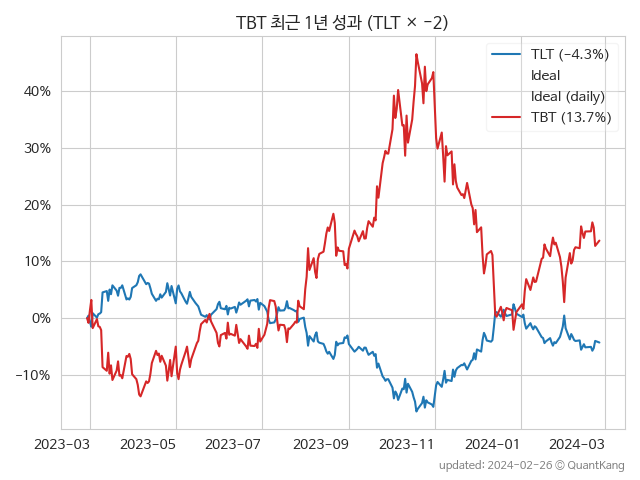 TBT 최근 1년 성과 (TLT × −2)
TLT (−4.3%)
Ideal
Ideal (daily)
TBT (13.7%)
40%
30%
20%
10%
0%
−10%
2023-03 2023-05 2023-07 2023-09 2023-11 2024-01 2024-03
updated: 2024-02-26 © QuantKang